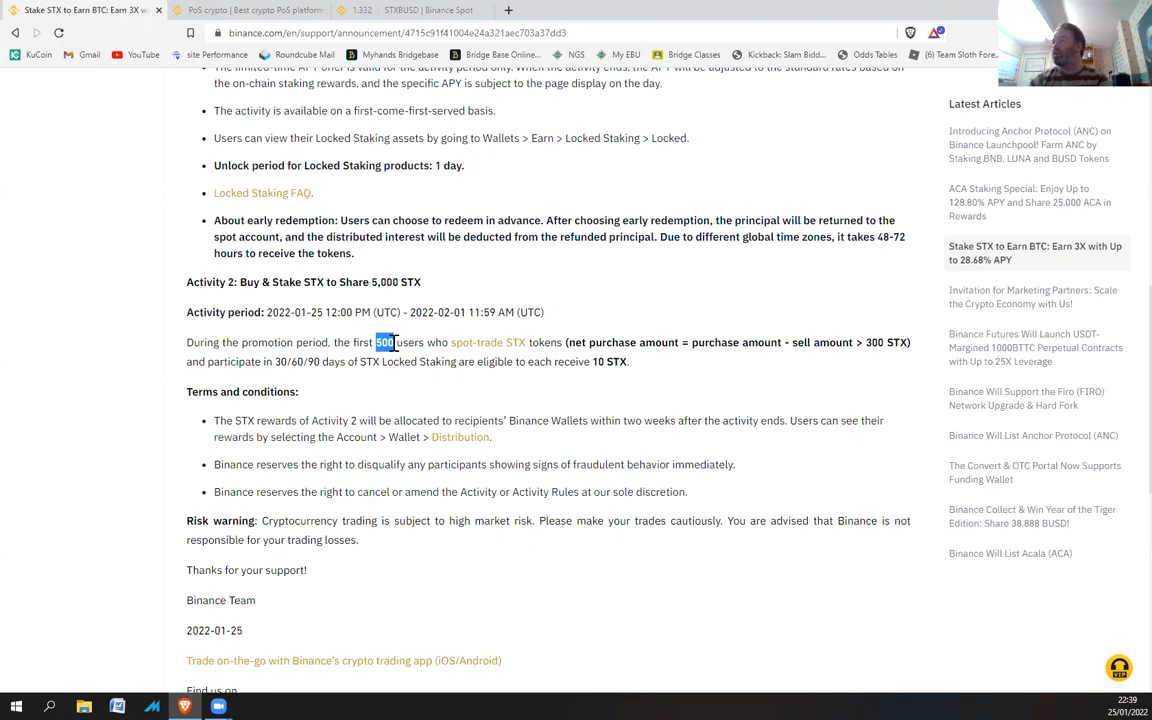 Stake STX to Earn BTC: Earn 3X w
PoS crypto | Best crypto PoS platform
1.332 STXBUSD | Binance Spot
binance.com/en/support/announcement/4715c91f41004e24a321aec703a37dd3
KuCoin
Gmail
YouTube
site Performance
Roundcube Mail
Myhands Bridgebase
Bridge Base Online...
NGS
My EBU
Bridge Classes
Kickback: Slam Bidd...
Odds Tables
(6) Team Sloth Fore...
the on-chain staking rewards, and the specific APY is subject to the page display on the day.
The activity is available on a first-come-first-served basis.
Users can view their Locked Staking assets by going to Wallets > Earn > Locked Staking > Locked.
Unlock period for Locked Staking products: 1 day.
Locked Staking FAQ.
About early redemption: Users can choose to redeem in advance. After choosing early redemption, the principal will be returned to the
spot account, and the distributed interest will be deducted from the refunded principal. Due to different global time zones, it takes 48-72
hours to receive the tokens.
Activity 2: Buy & Stake STX to Share 5,000 STX
Activity period: 2022-01-25 12:00 PM (UTC) - 2022-02-01 11:59 AM (UTC)
During the promotion period, the first 500 users who spot-trade STX tokens (net purchase amount = purchase amount - sell amount > 300 STX)
and participate in 30/60/90 days of STX Locked Staking are eligible to each receive 10 STX.
Terms and conditions:
The STX rewards of Activity 2 will be allocated to recipients' Binance Wallets within two weeks after the activity ends. Users can see their
rewards by selecting the Account > Wallet > Distribution.
Binance reserves the right to disqualify any participants showing signs of fraudulent behavior immediately.
Binance reserves the right to cancel or amend the Activity or Activity Rules at our sole discretion.
Risk warning: Cryptocurrency trading is subject to high market risk. Please make your trades cautiously. You are advised that Binance is not
responsible for your trading losses.
Thanks for your support!
Binance Team
2022-01-25
Trade on-the-go with Binance's crypto trading app (iOS/Android)
Find us on
Latest Articles
Introducing Anchor Protocol (ANC) on
Binance Launchpool! Farm ANC by
Staking BNB, LUNA and BUSD Tokens
ACA Staking Special: Enjoy Up to
128.80% APY and Share 25,000 ACA in
Rewards
Stake STX to Earn BTC: Earn 3X with Up
to 28.68% APY
Invitation for Marketing Partners: Scale
the Crypto Economy with Us!
Binance Futures Will Launch USDT-
Margined 1000BTTC Perpetual Contracts
with Up to 25X Leverage
Binance Will Support the Firo (FIRO)
Network Upgrade & Hard Fork
Binance Will List Anchor Protocol (ANC)
The Convert & OTC Portal Now Supports
Funding Wallet
Binance Collect & Win Year of the Tiger
Edition: Share 38.888 BUSD!
Binance Will List Acala (ACA)
VIP
22:39
25/01/2022